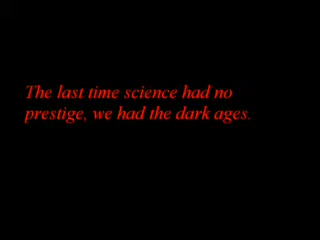 The last time science had no
prestige, we had the dark ages.